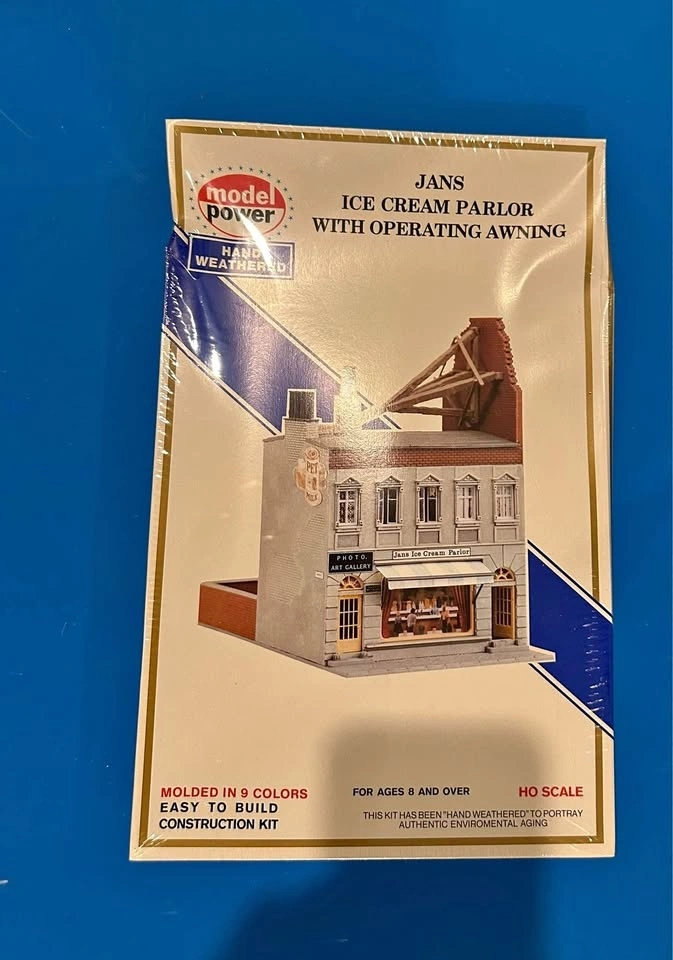 JANS
ICE CREAM PARLOR
WITH OPERATING AWNING
model
power
HAND
WEATHERED
PET
MILK
PHOTO.
ART GALLERY
Jans Ice Cream Parlor
MOLDED IN 9 COLORS
EASY TO BUILD
CONSTRUCTION KIT
FOR AGES 8 AND OVER
HO SCALE
THIS KIT HAS BEEN "HAND WEATHERED" TO PORTRAY
AUTHENTIC ENVIROMENTAL AGING